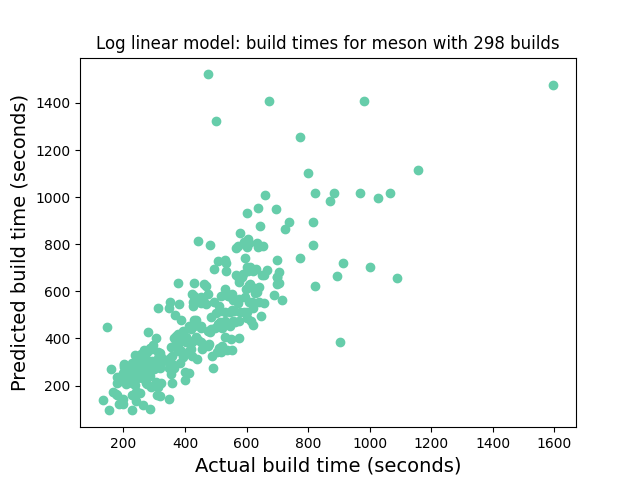 Log linear model: build times for meson with 298 builds
Predicted build time (seconds)
1400
1200
1000
800
600
400
200
200 400 600 800 1000 1200 1400 1600
Actual build time (seconds)